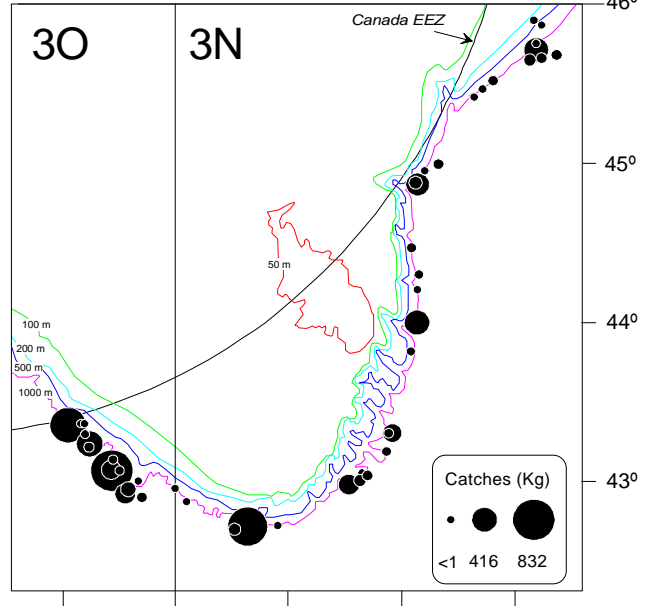 46º
Canada EEZ
3O
3N
45º
50 m
100 m
44º
200 m
500 m
1000 m
43º
Catches (Kg)
<1 416 832